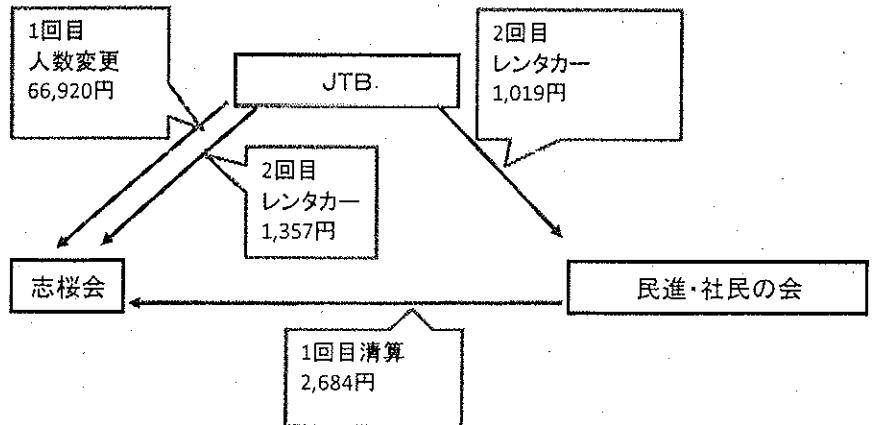 1回目
人数変更
66,920円
JTB
2回目
レンタカー
1,019円
2回目
レンタカー
1,357円
志桜会
民進・社民の会
1回目清算
2,684円